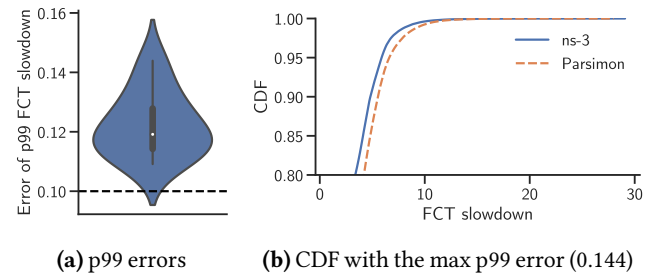 Error of p99 FCT slowdown
0.16
0.14
0.12
0.10
(a) p99 errors
CDF
1.00
0.95
0.90
0.85
0.80
ns-3
Parsimon
0 10 20 30
FCT slowdown
(b) CDF with the max p99 error (0.144)